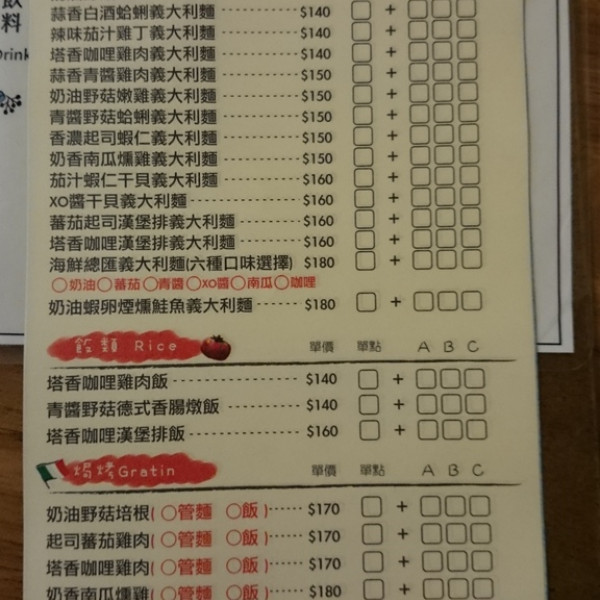 飲料
Drink
蒜香白酒蛤蜊義大利麵 $140
辣味茄汁雞丁義大利麵 $140
塔香咖哩雞肉義大利麵 $140
蒜香青醬雞肉義大利麵 $150
奶油野菇嫩雞義大利麵 $150
青醬野菇蛤蜊義大利麵 $150
香濃起司蝦仁義大利麵 $150
奶香南瓜燻雞義大利麵 $150
茄汁蝦仁干貝義大利麵 $160
XO醬干貝義大利麵 $160
蕃茄起司漢堡排義大利麵 $160
塔香咖哩漢堡排義大利麵 $160
海鮮總匯義大利麵(六種口味選擇) $180
○奶油○蕃茄○青醬○XO醬○南瓜○咖哩
奶油蝦卵煙燻鮭魚義大利麵 $180
飯類 Rice 單價 單點 A B C
塔香咖哩雞肉飯 $140
青醬野菇德式香腸燉飯 $140
塔香咖哩漢堡排飯 $160
焗烤Gratin 單價 單點 A B C
奶油野菇培根(○管麵 ○飯) $170
起司蕃茄雞肉(○管麵 ○飯) $170
塔香咖哩雞肉(○管麵 ○飯) $170
奶香南瓜燻雞(○管麵 ○飯) $180